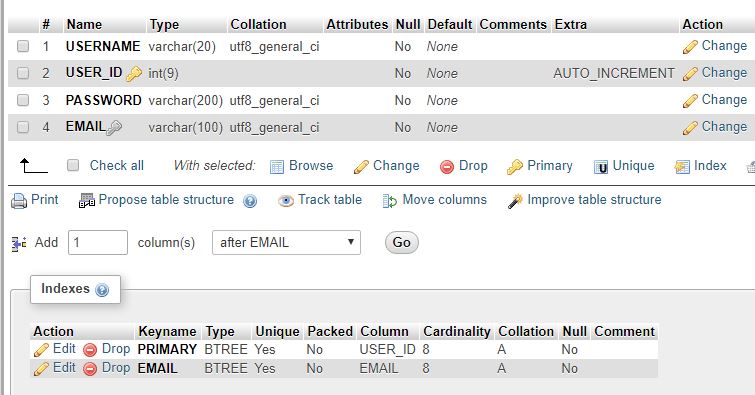 # Name Type Collation Attributes Null Default Comments Extra Action
1 USERNAME varchar(20) utf8_general_ci No None Change
2 USER_ID int(9) No None AUTO_INCREMENT Change
3 PASSWORD varchar(200) utf8_general_ci No None Change
4 EMAIL varchar(100) utf8_general_ci No None Change
Check all With selected: Browse Change Drop Primary Unique Index
Print Propose table structure Track table Move columns Improve table structure
Add 1 column(s) after EMAIL Go
Indexes
Action Keyname Type Unique Packed Column Cardinality Collation Null Comment
Edit Drop PRIMARY BTREE Yes No USER_ID 8 A No
Edit Drop EMAIL BTREE Yes No EMAIL 8 A No